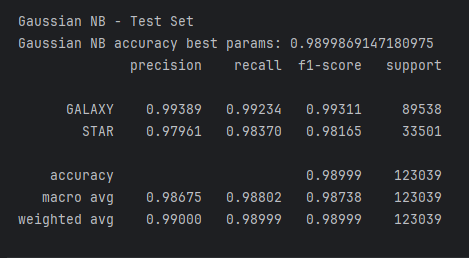 Gaussian NB - Test Set
Gaussian NB accuracy best params: 0.9899869147180975
precision recall f1-score support
GALAXY 0.99389 0.99234 0.99311 89538
STAR 0.97961 0.98370 0.98165 33501
accuracy 0.98999 123039
macro avg 0.98675 0.98802 0.98738 123039
weighted avg 0.99000 0.98999 0.98999 123039